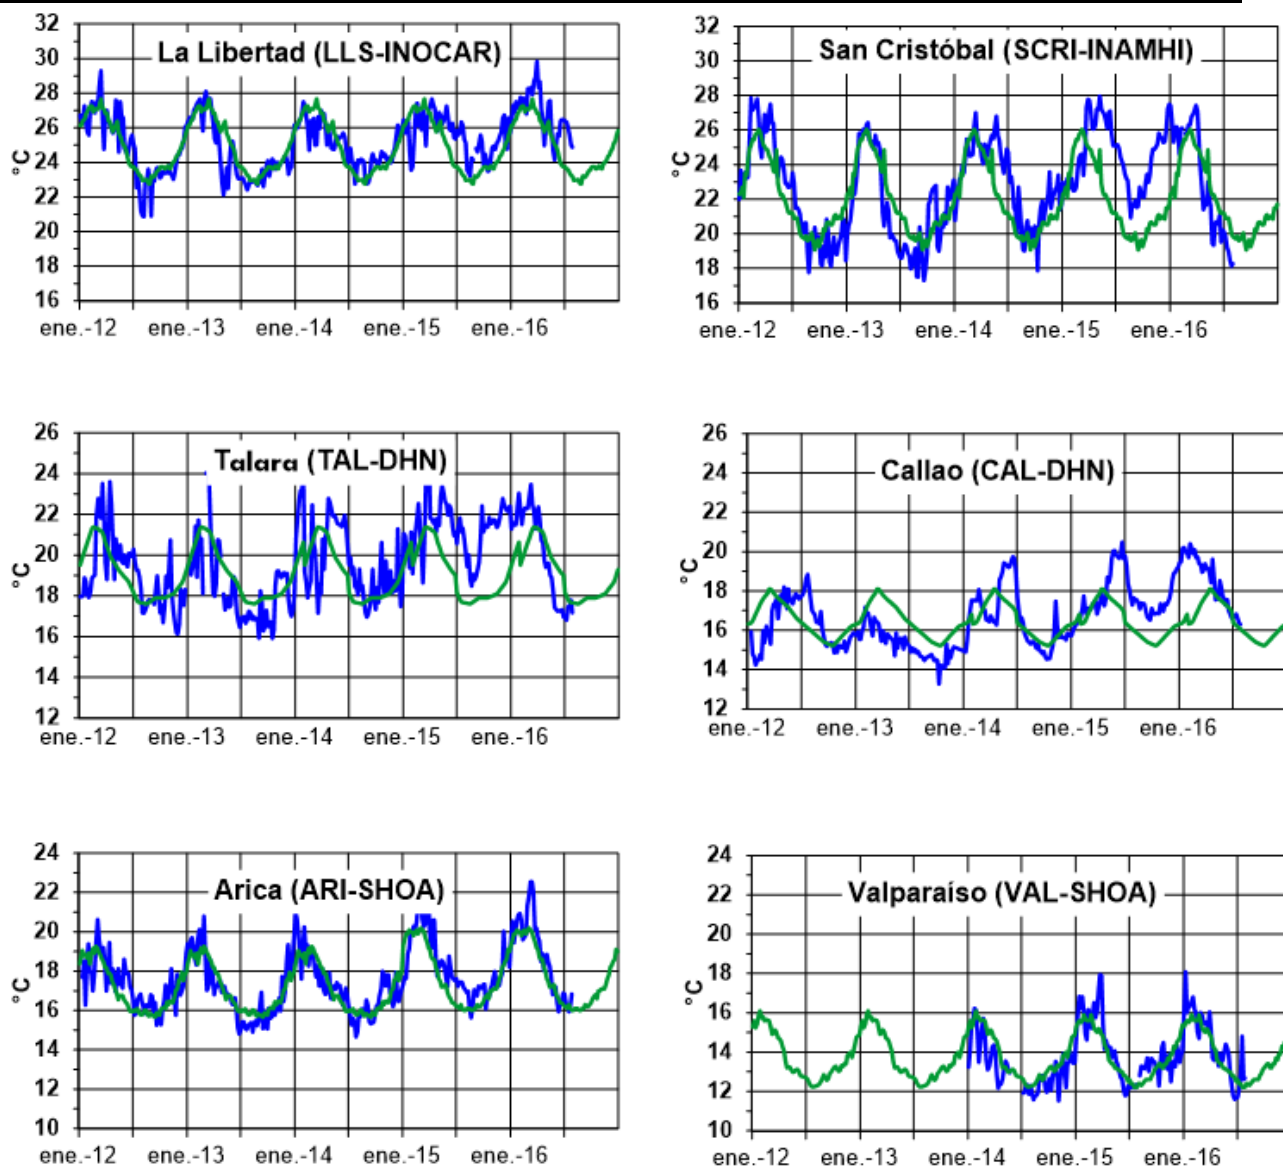 La Libertad (LLS-INOCAR)
32
30
28
26
24
22
20
18
16
°C
ene.-12 ene.-13 ene.-14 ene.-15 ene.-16
San Cristóbal (SCRI-INAMHI)
32
30
28
26
24
22
20
18
16
°C
ene.-12 ene.-13 ene.-14 ene.-15 ene.-16
Talara (TAL-DHN)
26
24
22
20
18
16
14
12
°C
ene.-12 ene.-13 ene.-14 ene.-15 ene.-16
Callao (CAL-DHN)
26
24
22
20
18
16
14
12
°C
ene.-12 ene.-13 ene.-14 ene.-15 ene.-16
Arica (ARI-SHOA)
24
22
20
18
16
14
12
10
°C
ene.-12 ene.-13 ene.-14 ene.-15 ene.-16
Valparaíso (VAL-SHOA)
24
22
20
18
16
14
12
10
°C
ene.-12 ene.-13 ene.-14 ene.-15 ene.-16